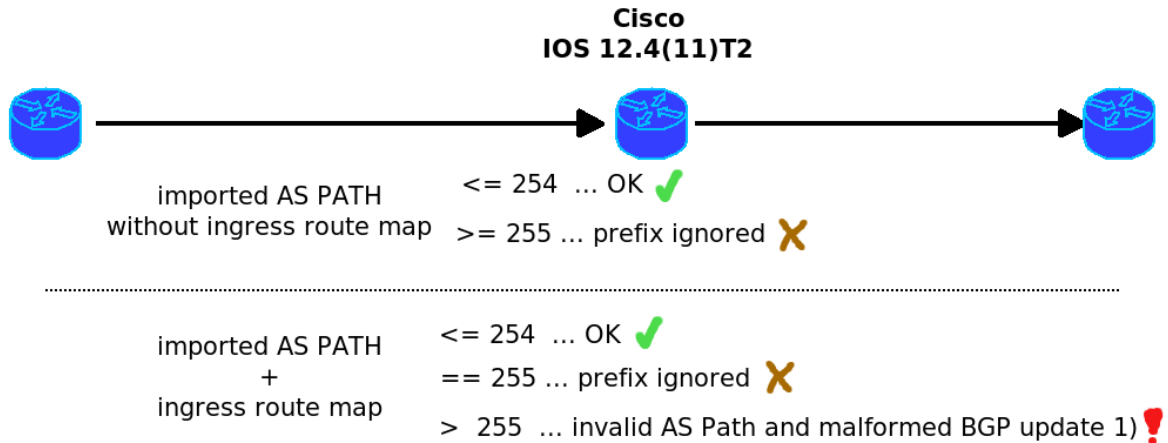 Cisco
IOS 12.4(11)T2
imported AS PATH
without ingress route map
<= 254 ... OK
>= 255 ... prefix ignored
imported AS PATH
+
ingress route map
<= 254 ... OK
== 255 ... prefix ignored
> 255 ... invalid AS Path and malformed BGP update 1)